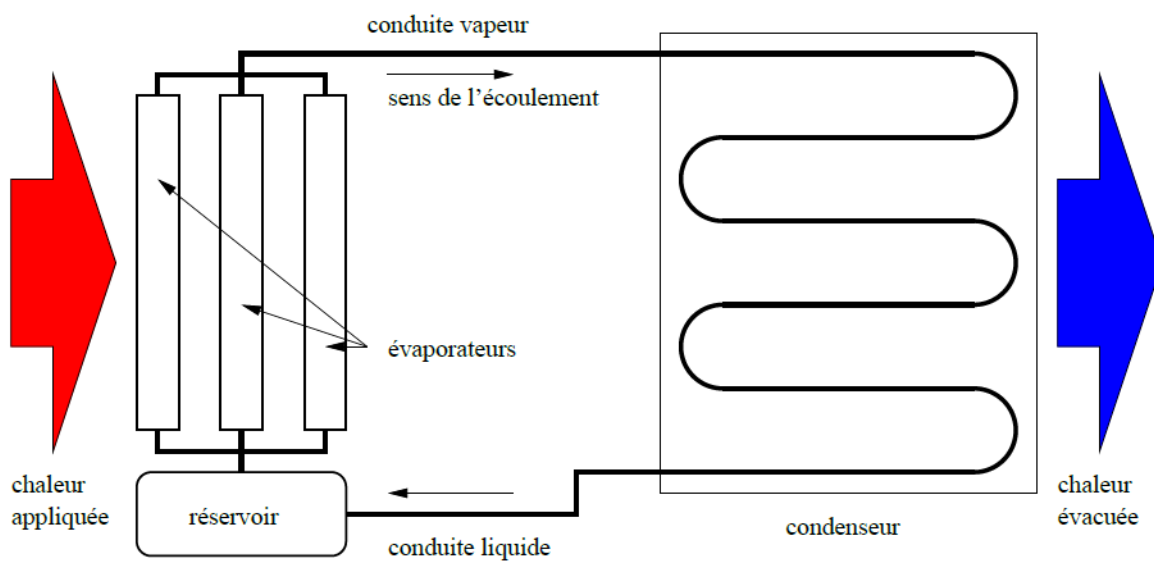 conduite vapeur
sens de l'écoulement
évaporateurs
chaleur
appliquée
réservoir
conduite liquide
condenseur
chaleur
évacuée